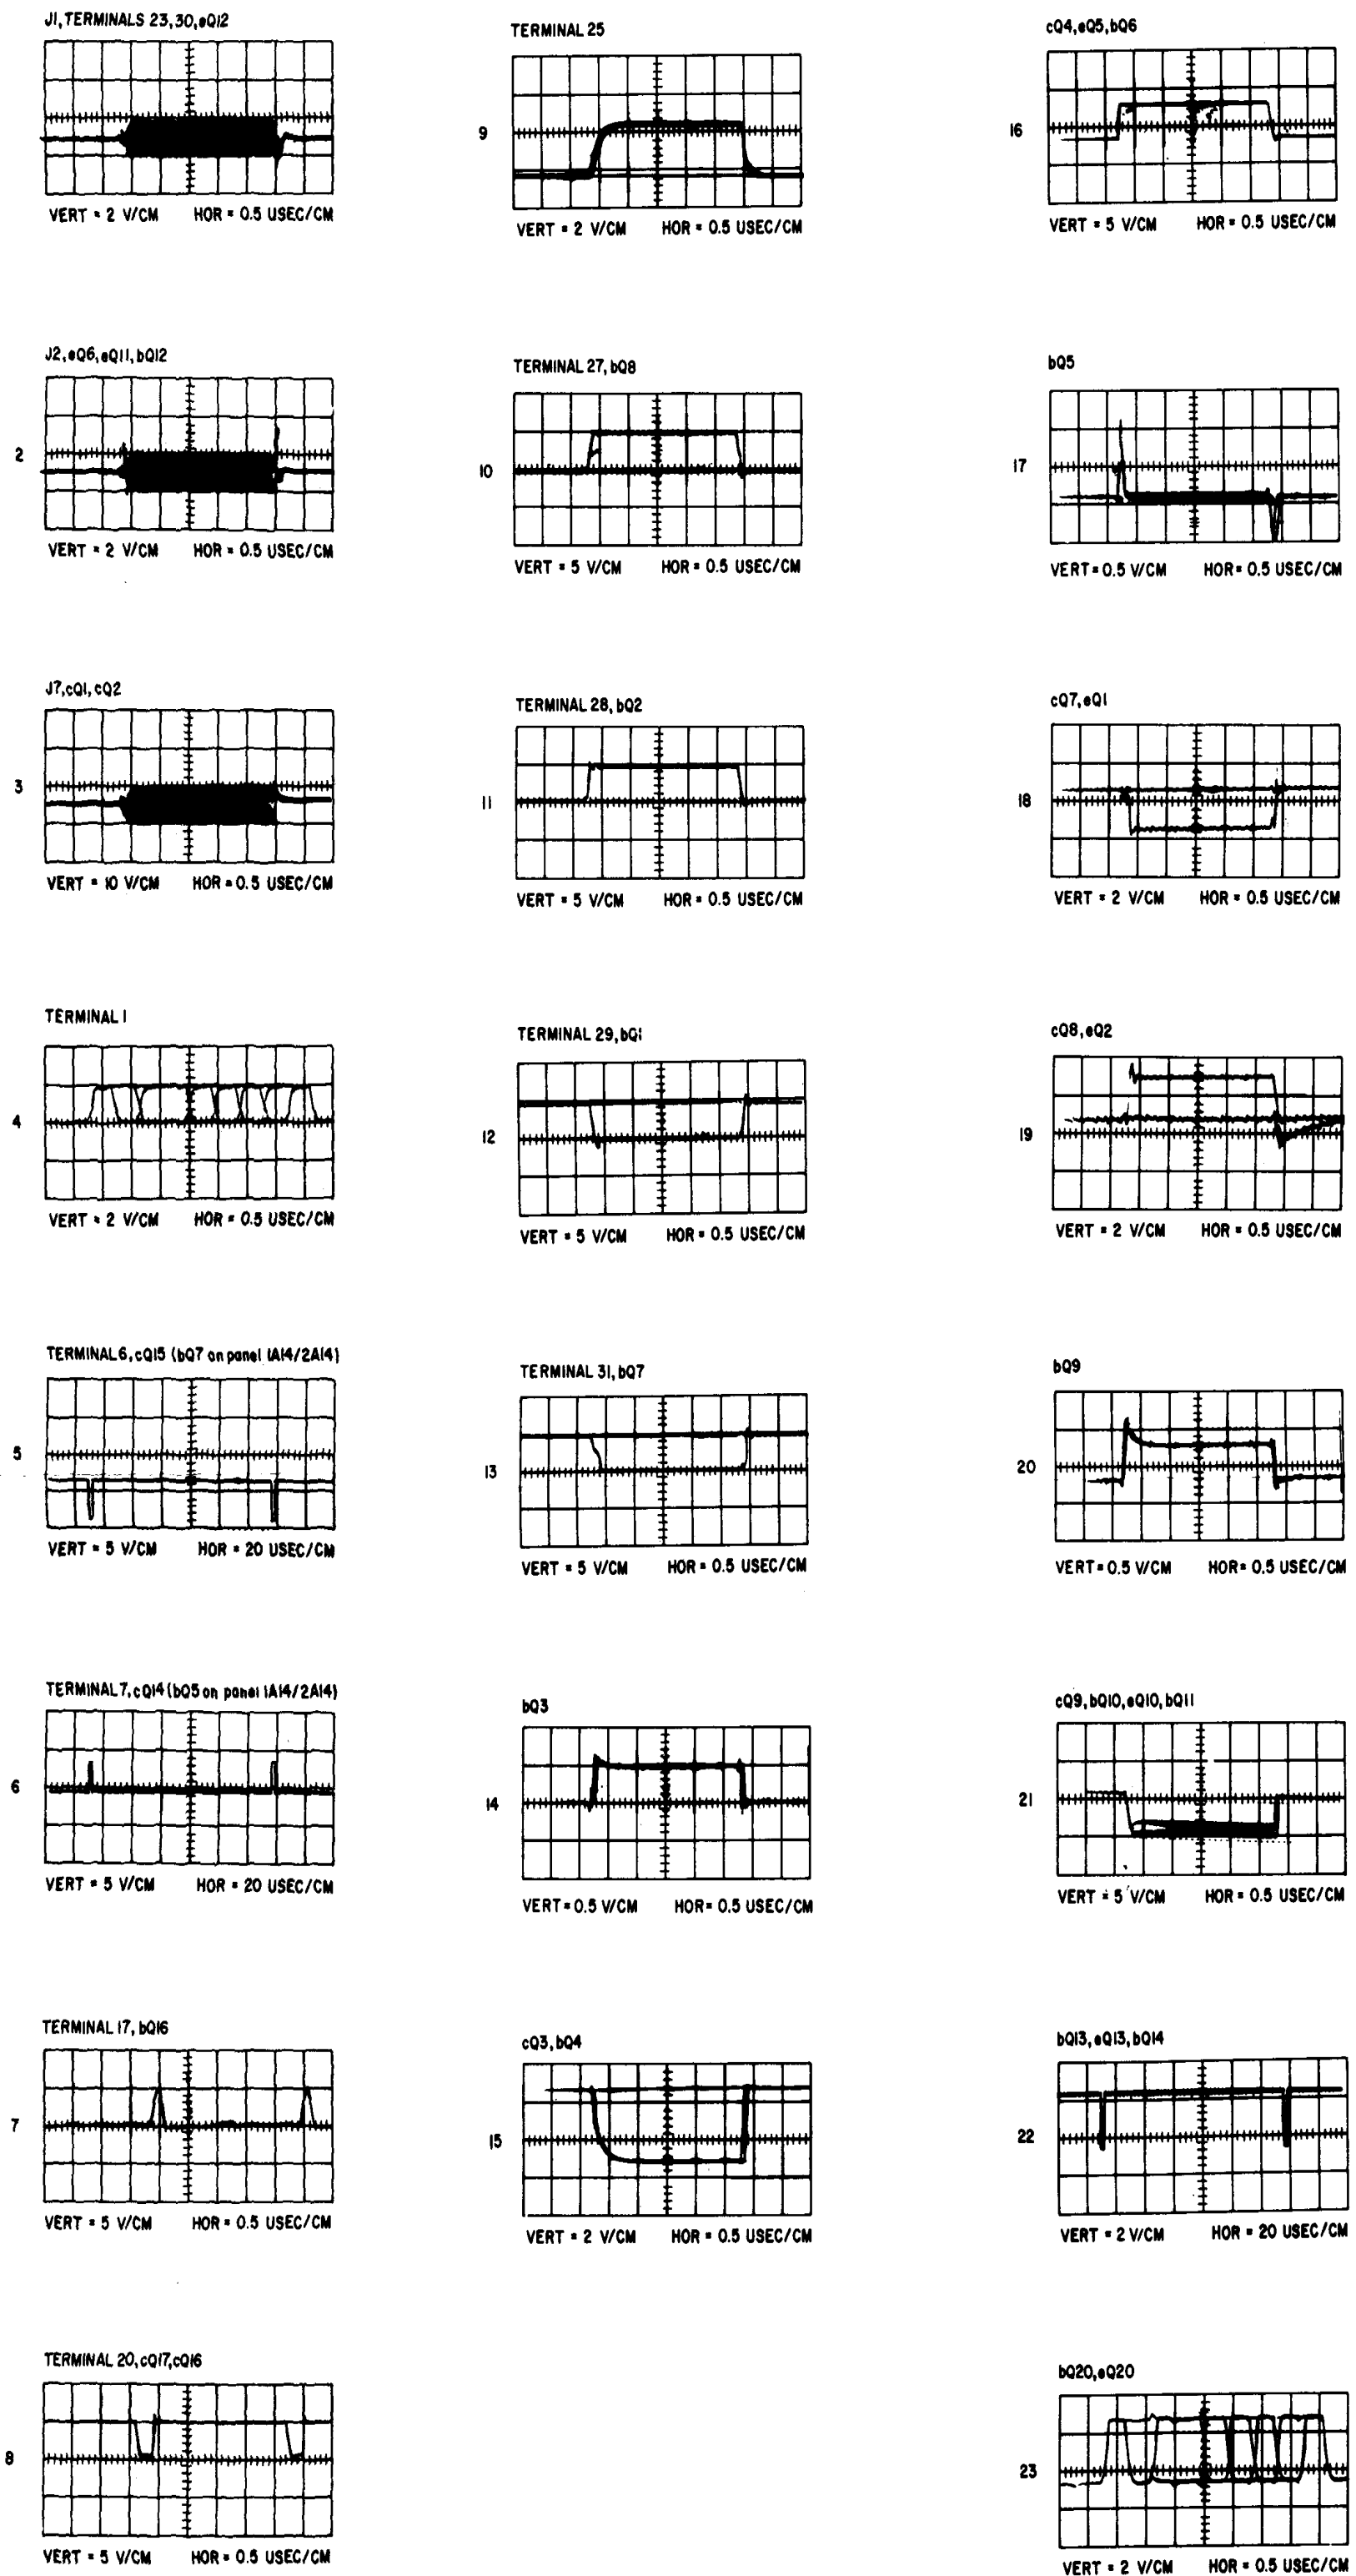 J1, TERMINALS 23,30, eQ12
VERT = 2 V/CM HOR = 0.5 USEC/CM
J2, eQ6, eQ11, bQ12
2
VERT = 2 V/CM HOR = 0.5 USEC/CM
J7, cQ1, cQ2
3
VERT = 10 V/CM HOR = 0.5 USEC/CM
TERMINAL 1
4
VERT = 2 V/CM HOR = 0.5 USEC/CM
TERMINAL 6, cQ15 (bQ7 on panel 1A14/2A14)
5
VERT = 5 V/CM HOR = 20 USEC/CM
TERMINAL 7, cQ14 (bQ5 on panel 1A14/2A14)
6
VERT = 5 V/CM HOR = 20 USEC/CM
TERMINAL 17, bQ16
7
VERT = 5 V/CM HOR = 0.5 USEC/CM
TERMINAL 20, cQ17, cQ16
8
VERT = 5 V/CM HOR = 0.5 USEC/CM
TERMINAL 25
9
VERT = 2 V/CM HOR = 0.5 USEC/CM
TERMINAL 27, bQ8
10
VERT = 5 V/CM HOR = 0.5 USEC/CM
TERMINAL 28, bQ2
11
VERT = 5 V/CM HOR = 0.5 USEC/CM
TERMINAL 29, bQ1
12
VERT = 5 V/CM HOR = 0.5 USEC/CM
TERMINAL 31, bQ7
13
VERT = 5 V/CM HOR = 0.5 USEC/CM
bQ3
14
VERT = 0.5 V/CM HOR = 0.5 USEC/CM
cQ3, bQ4
15
VERT = 2 V/CM HOR = 0.5 USEC/CM
cQ4, eQ5, bQ6
16
VERT = 5 V/CM HOR = 0.5 USEC/CM
bQ5
17
VERT = 0.5 V/CM HOR = 0.5 USEC/CM
cQ7, eQ1
18
VERT = 2 V/CM HOR = 0.5 USEC/CM
cQ8, eQ2
19
VERT = 2 V/CM HOR = 0.5 USEC/CM
bQ9
20
VERT = 0.5 V/CM HOR = 0.5 USEC/CM
cQ9, bQ10, eQ10, bQ11
21
VERT = 5 V/CM HOR = 0.5 USEC/CM
bQ13, eQ13, bQ14
22
VERT = 2 V/CM HOR = 20 USEC/CM
bQ20, eQ20
23
VERT = 2 V/CM HOR = 0.5 USEC/CM